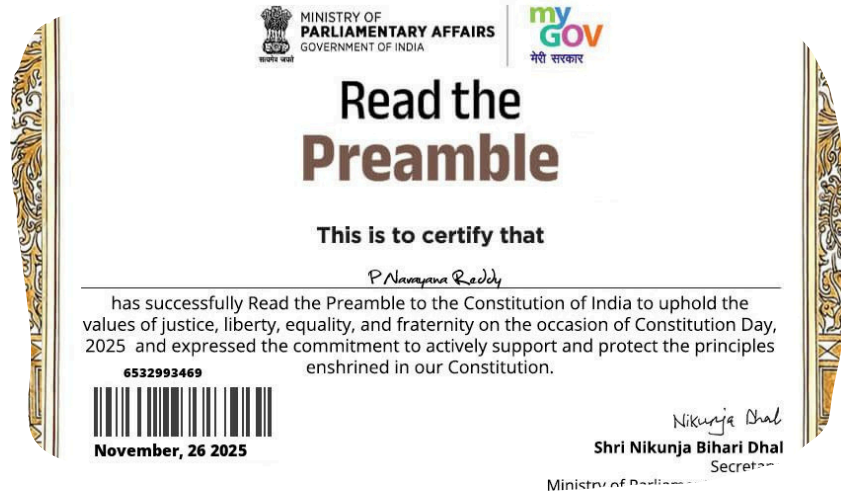 MINISTRY OF
PARLIAMENTARY AFFAIRS
GOVERNMENT OF INDIA
सत्यमेव जयते
my
GOV
मेरी सरकार
Read the
Preamble
This is to certify that
P Narayana Reddy
has successfully Read the Preamble to the Constitution of India to uphold the
values of justice, liberty, equality, and fraternity on the occasion of Constitution Day,
2025 and expressed the commitment to actively support and protect the principles
enshrined in our Constitution.
6532993469
November, 26 2025
Nikunja Dhal
Shri Nikunja Bihari Dhal
Ministry of